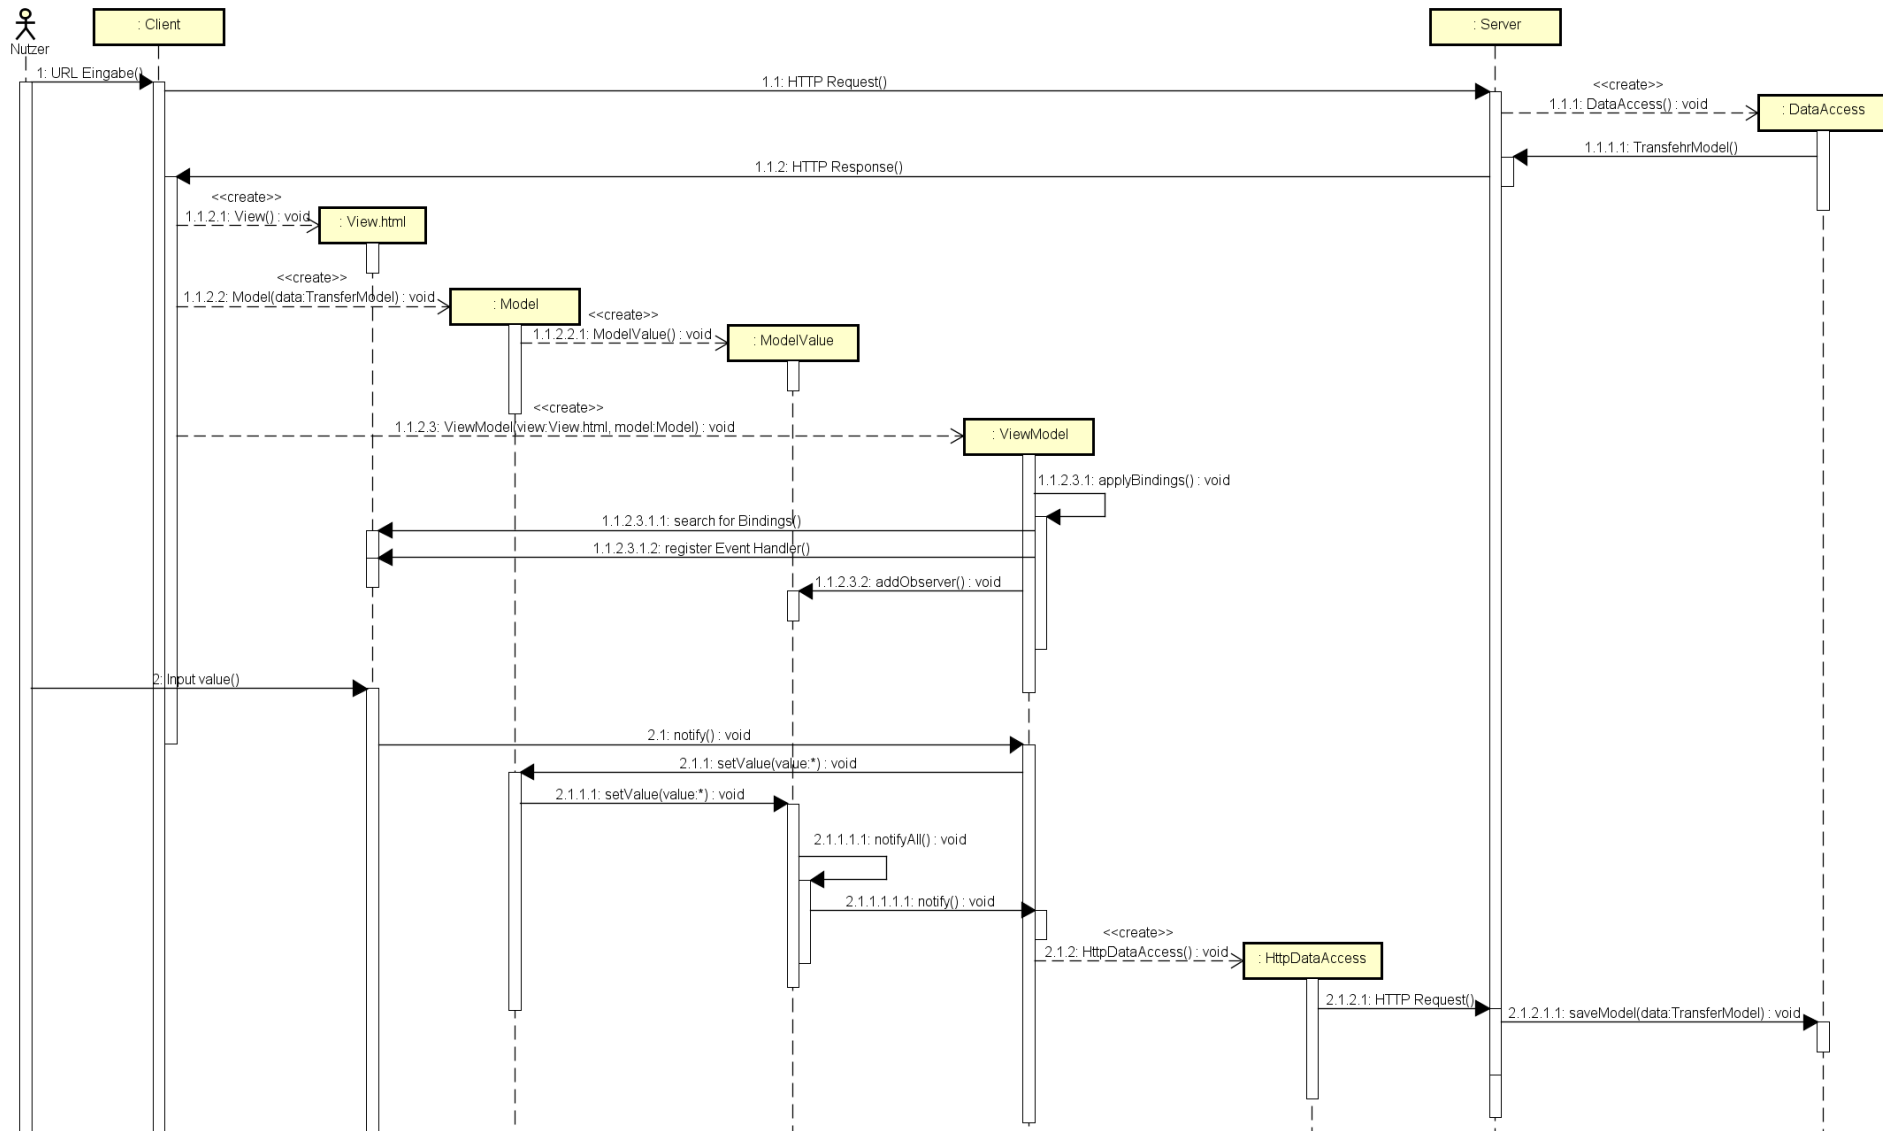 Nutzer
: Client
: Server
1: URL Eingabe()
1.1: HTTP Request()
<<create>>
1.1.1: DataAccess() : void
: DataAccess
1.1.1.1: TransfehrModel()
1.1.2: HTTP Response()
<<create>>
1.1.2.1: View() : void
: View.html
<<create>>
1.1.2.2: Model(data:TransferModel) : void
: Model
<<create>>
1.1.2.2.1: ModelValue() : void
: ModelValue
<<create>>
1.1.2.3: ViewModel(view:View.html, model:Model) : void
: ViewModel
1.1.2.3.1: applyBindings() : void
1.1.2.3.1.1: search for Bindings()
1.1.2.3.1.2: register Event Handler()
1.1.2.3.2: addObserver() : void
2: Input value()
2.1: notify() : void
2.1.1: setValue(value:*) : void
2.1.1.1: setValue(value:*) : void
2.1.1.1.1: notifyAll() : void
2.1.1.1.1.1: notify() : void
<<create>>
2.1.2: HttpDataAccess() : void
: HttpDataAccess
2.1.2.1: HTTP Request()
2.1.2.1.1: saveModel(data:TransferModel) : void